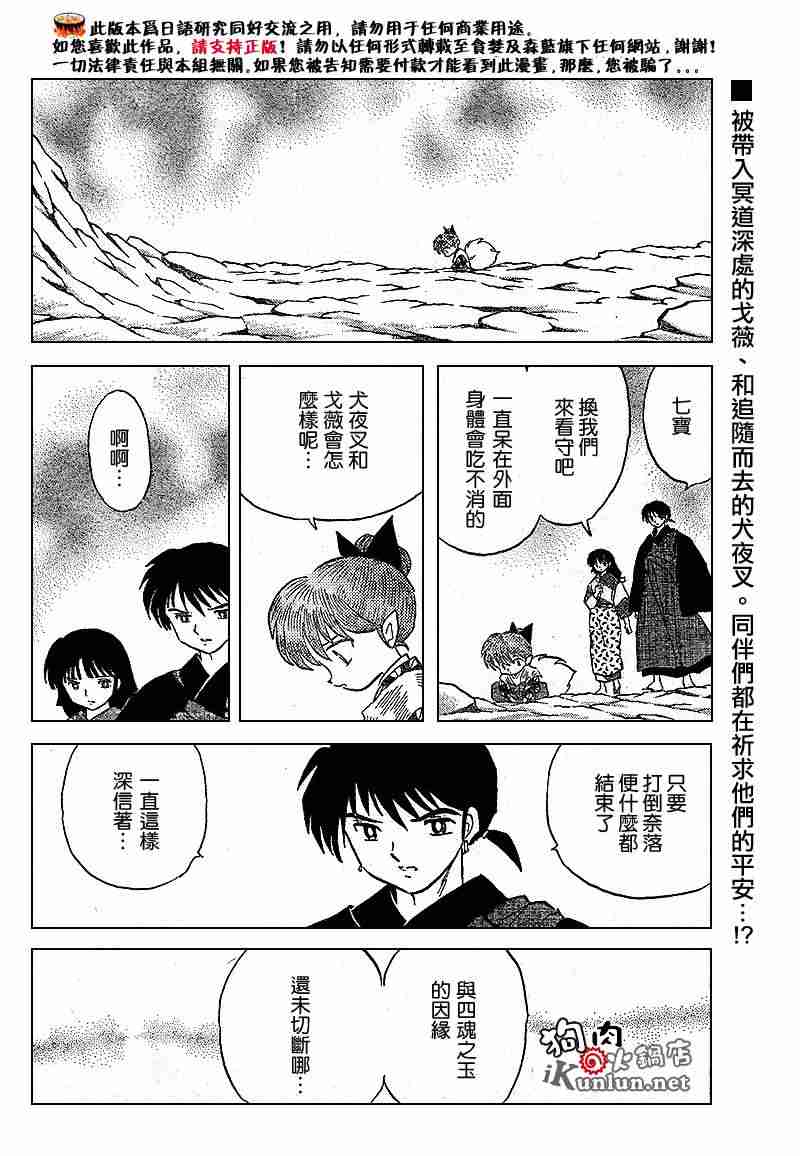 此版本爲日語研究同好交流之用，請勿用于任何商業用途。
如您喜歡此作品，請支持正版！請勿以任何形式轉載至貪婪及森藍旗下任何網站，謝謝！
一切法律責任與本組無關。如果您被告知需要付款才能看到此漫畫，那麼，您被騙了。。。
■被帶入冥道深處的戈薇、和追隨而去的犬夜叉。同伴們都在祈求他們的平安…!?
七寶
換我們
來看守吧
一直呆在外面
身體會吃不消的
犬夜叉和
戈薇會怎
麼樣呢…
啊啊…
只要
打倒奈落
便什麼都
結束了
一直這樣
深信著…
與四魂之玉
的因緣
還未切斷哪…
狗肉
火鍋店
iKunlun.net